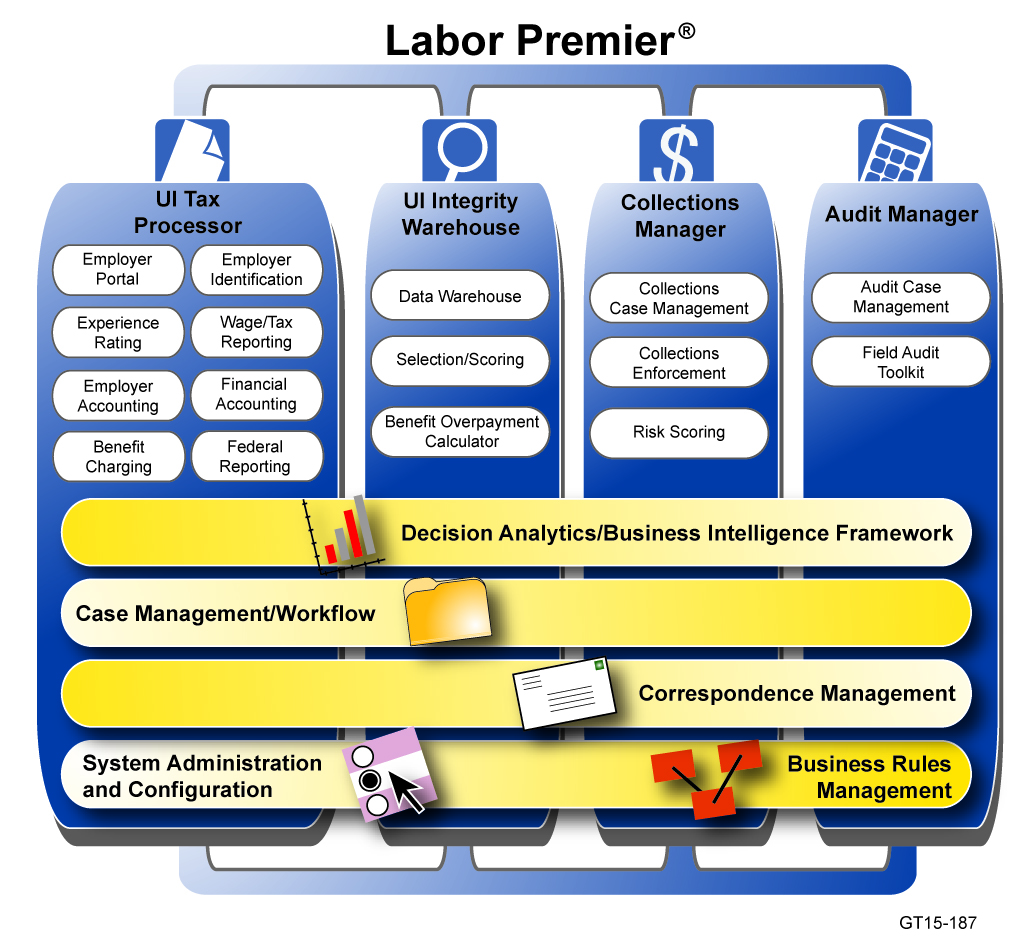 Labor Premier®
UI Tax
Processor
Employer
Portal
Employer
Identification
Experience
Rating
Wage/Tax
Reporting
Employer
Accounting
Financial
Accounting
Benefit
Charging
Federal
Reporting
UI Integrity
Warehouse
Data Warehouse
Selection/Scoring
Benefit Overpayment
Calculator
Collections
Manager
Collections
Case Management
Collections
Enforcement
Risk Scoring
Audit Manager
Audit Case
Management
Field Audit
Toolkit
Decision Analytics/Business Intelligence Framework
Case Management/Workflow
Correspondence Management
System Administration
and Configuration
Business Rules
Management
GT15-187